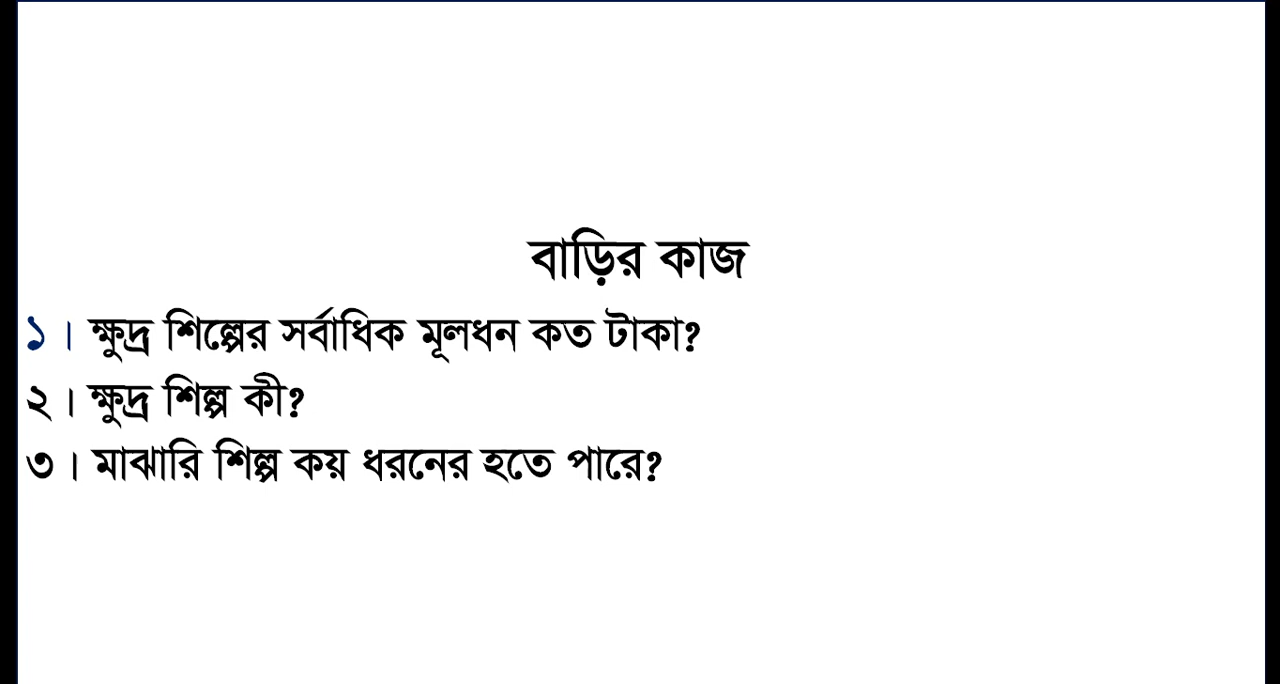 বাড়ির কাজ
১। ক্ষুদ্র শিল্পের সর্বাধিক মূলধন কত টাকা?
২। ক্ষুদ্র শিল্প কী?
৩। মাঝারি শিল্প কয় ধরনের হতে পারে?